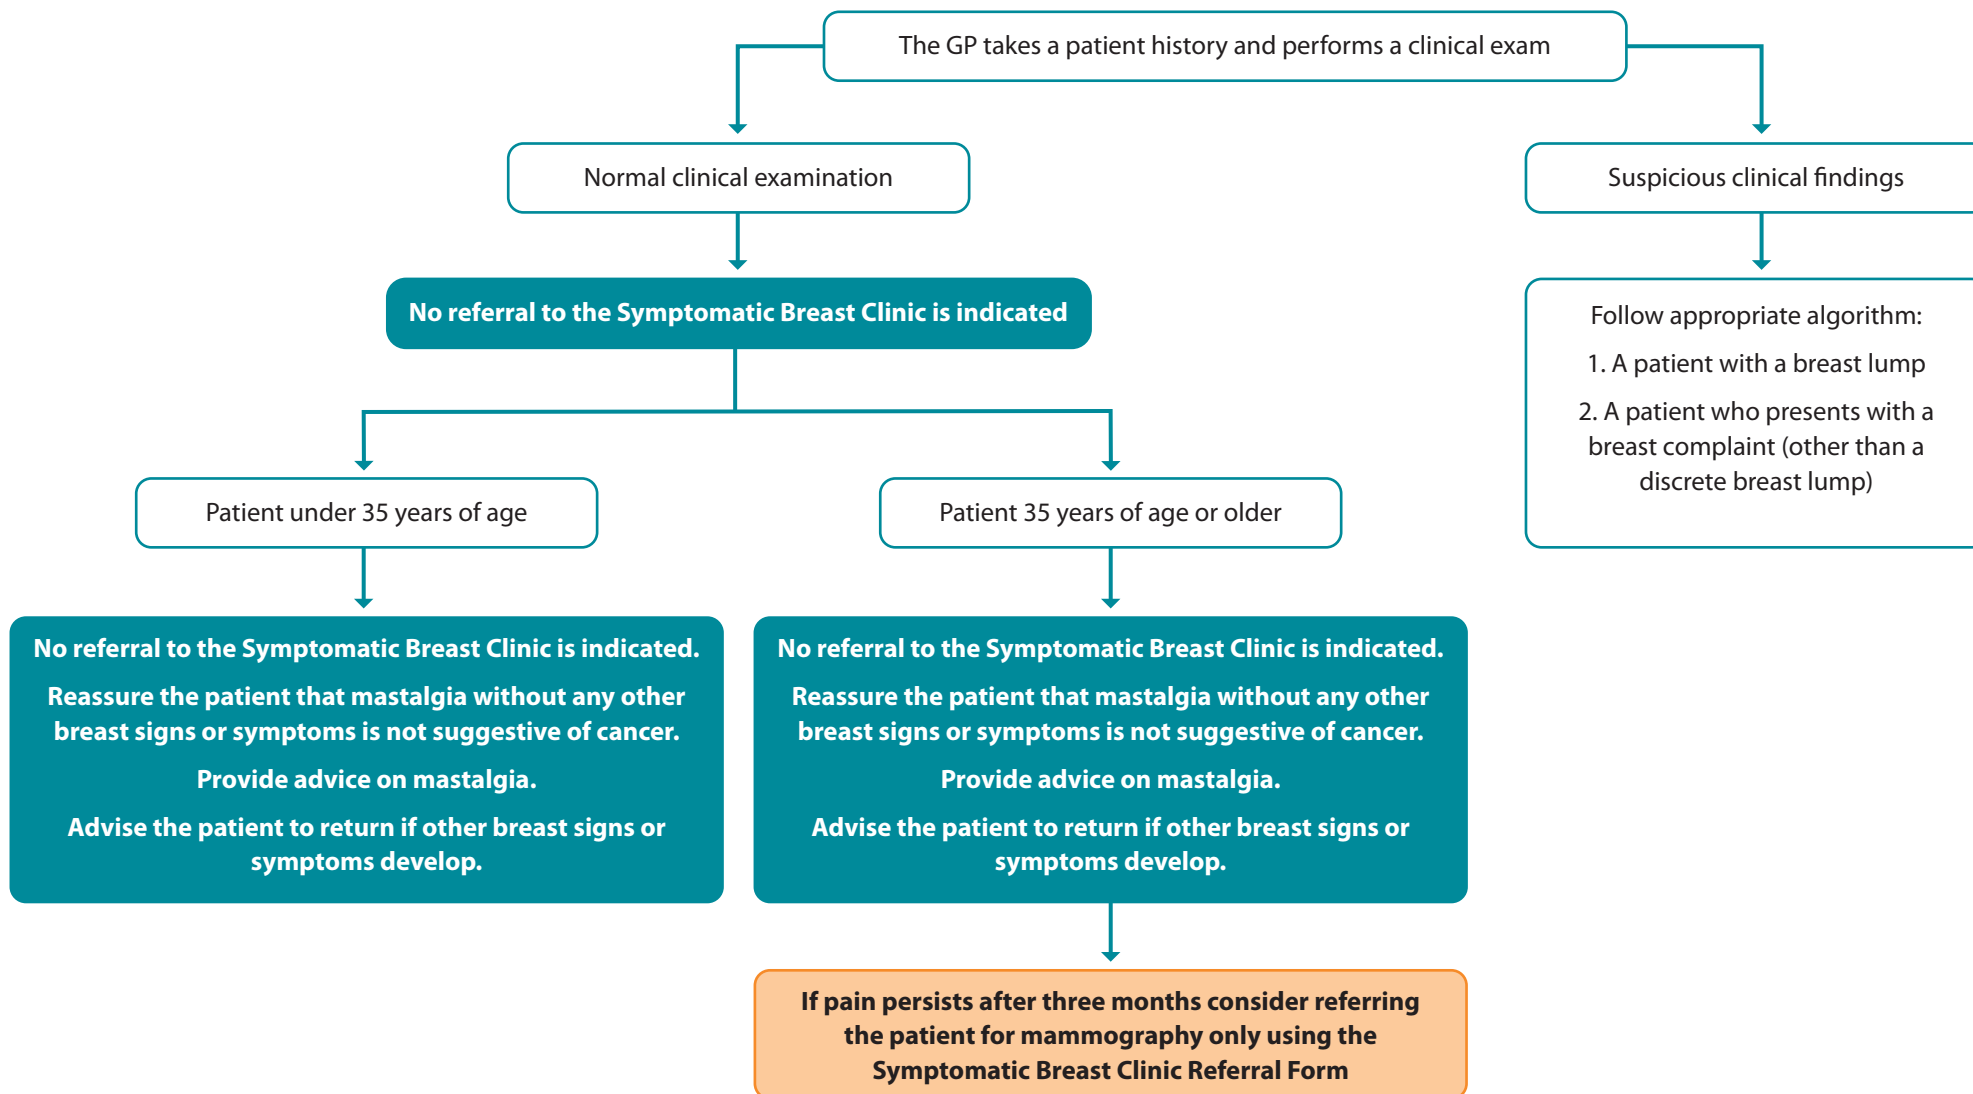 The GP takes a patient history and performs a clinical exam
Normal clinical examination
Suspicious clinical findings
No referral to the Symptomatic Breast Clinic is indicated
Follow appropriate algorithm:
1. A patient with a breast lump
2. A patient who presents with a
breast complaint (other than a
discrete breast lump)
Patient under 35 years of age
Patient 35 years of age or older
No referral to the Symptomatic Breast Clinic is indicated.
Reassure the patient that mastalgia without any other
breast signs or symptoms is not suggestive of cancer.
Provide advice on mastalgia.
Advise the patient to return if other breast signs or
symptoms develop.
No referral to the Symptomatic Breast Clinic is indicated.
Reassure the patient that mastalgia without any other
breast signs or symptoms is not suggestive of cancer.
Provide advice on mastalgia.
Advise the patient to return if other breast signs or
symptoms develop.
If pain persists after three months consider referring
the patient for mammography only using the
Symptomatic Breast Clinic Referral Form